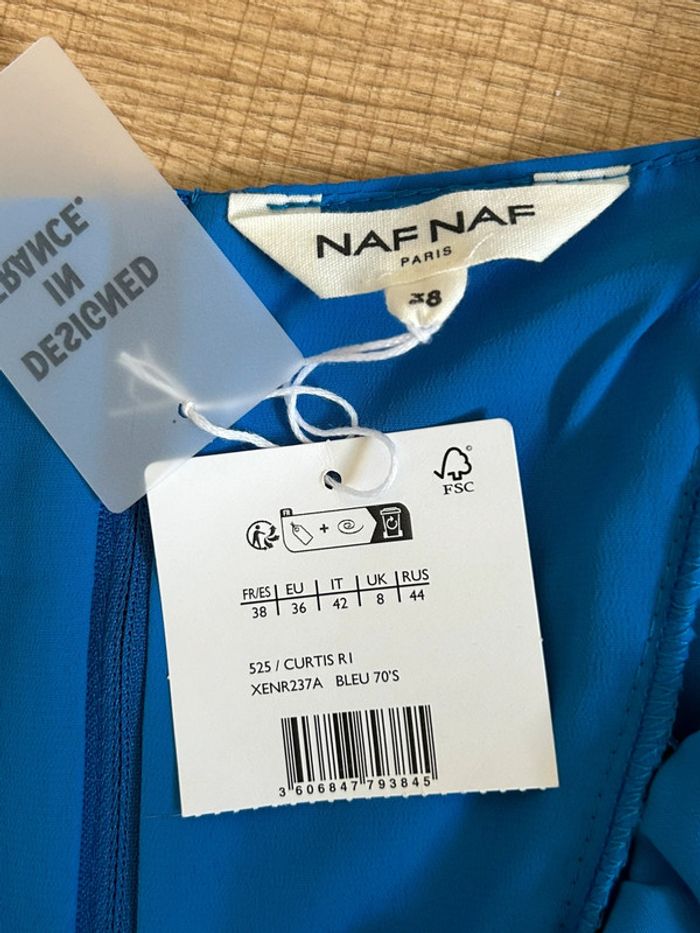 DESIGNED
IN
FRANCE.
NAF NAF
PARIS
38
©
FSC
FR
+
FR/ES EU IT UK RUS
38 36 42 8 44
525 / CURTIS R1
XENR237A BLEU 70'S
3 606847 793845